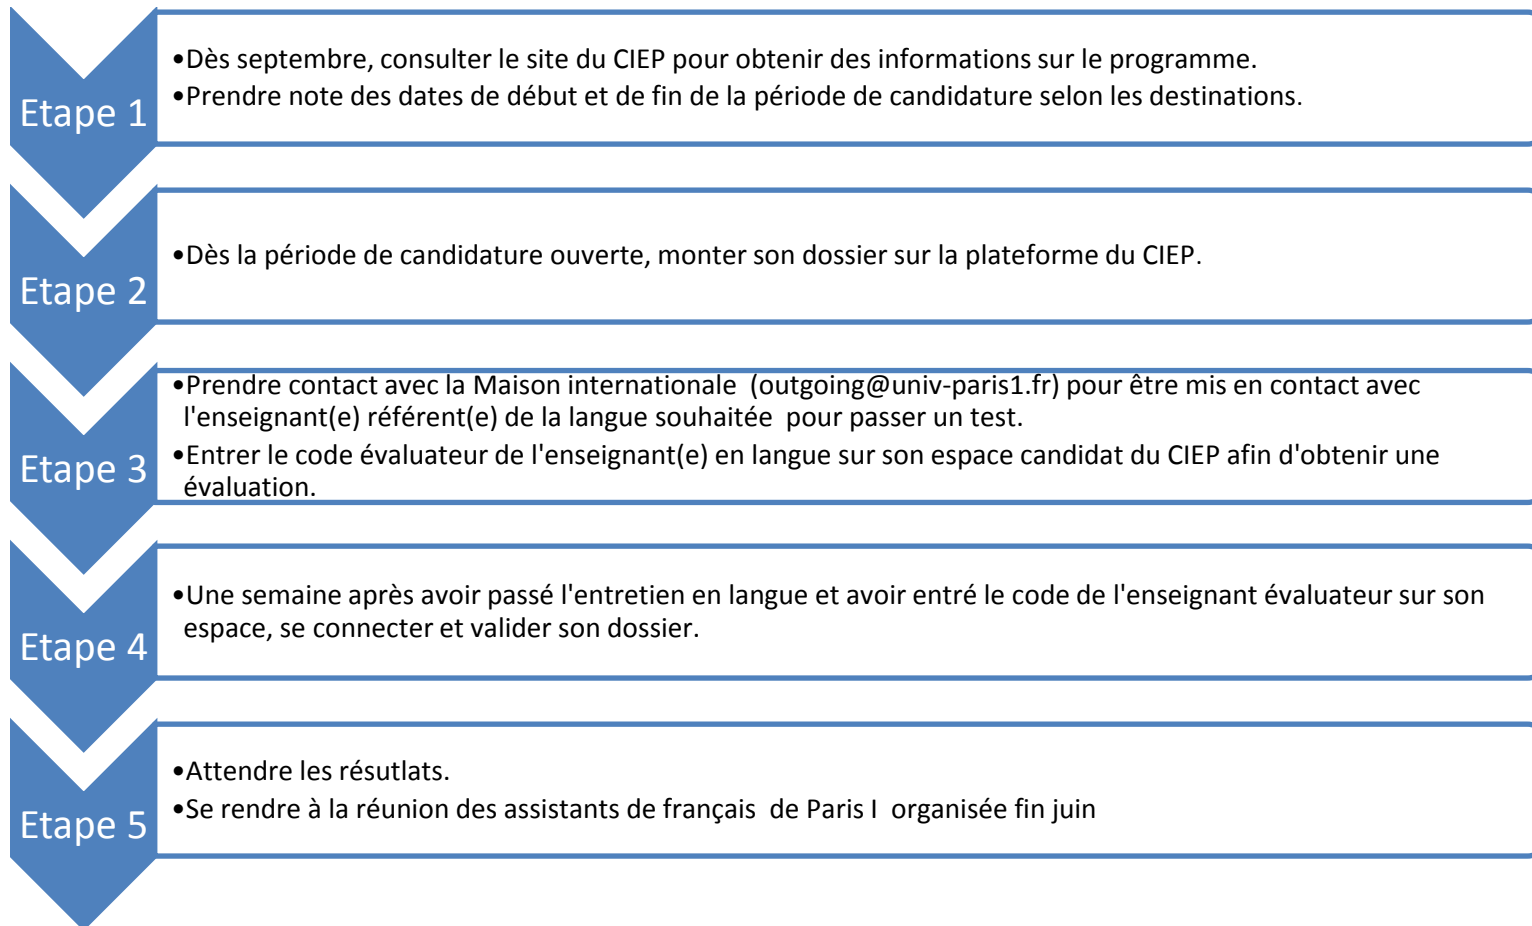 Etape 1
•Dès septembre, consulter le site du CIEP pour obtenir des informations sur le programme.
•Prendre note des dates de début et de fin de la période de candidature selon les destinations.
Etape 2
•Dès la période de candidature ouverte, monter son dossier sur la plateforme du CIEP.
Etape 3
•Prendre contact avec la Maison internationale (outgoing@univ-paris1.fr) pour être mis en contact avec
l'enseignant(e) référent(e) de la langue souhaitée pour passer un test.
•Entrer le code évaluateur de l'enseignant(e) en langue sur son espace candidat du CIEP afin d'obtenir une
évaluation.
Etape 4
•Une semaine après avoir passé l'entretien en langue et avoir entré le code de l'enseignant évaluateur sur son
espace, se connecter et valider son dossier.
Etape 5
•Attendre les résutlats.
•Se rendre à la réunion des assistants de français de Paris I organisée fin juin